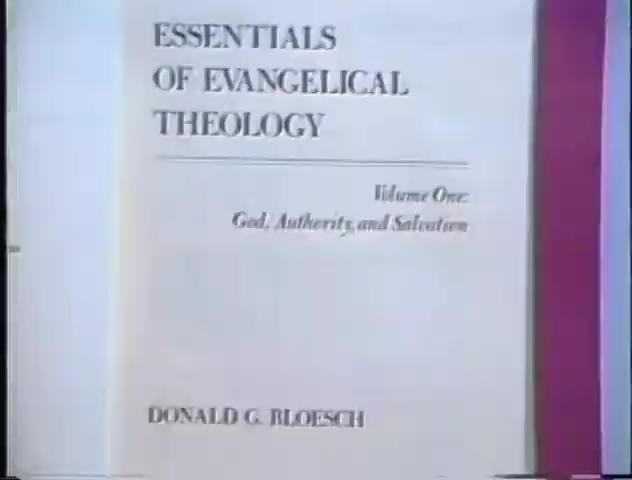 ESSENTIALS
OF EVANGELICAL
THEOLOGY
Volume One:
God, Authority, and Salvation
DONALD G. BLOESCH